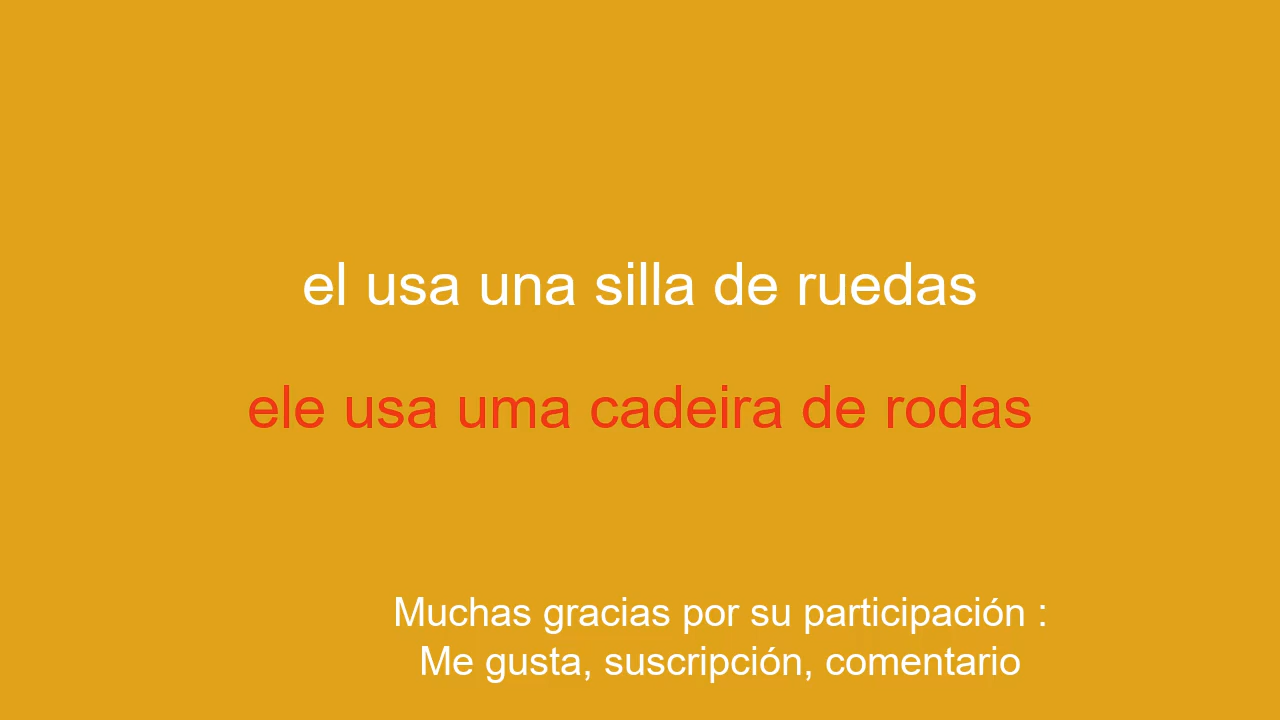 el usa una silla de ruedas
ele usa uma cadeira de rodas
Muchas gracias por su participación :
Me gusta, suscripción, comentario